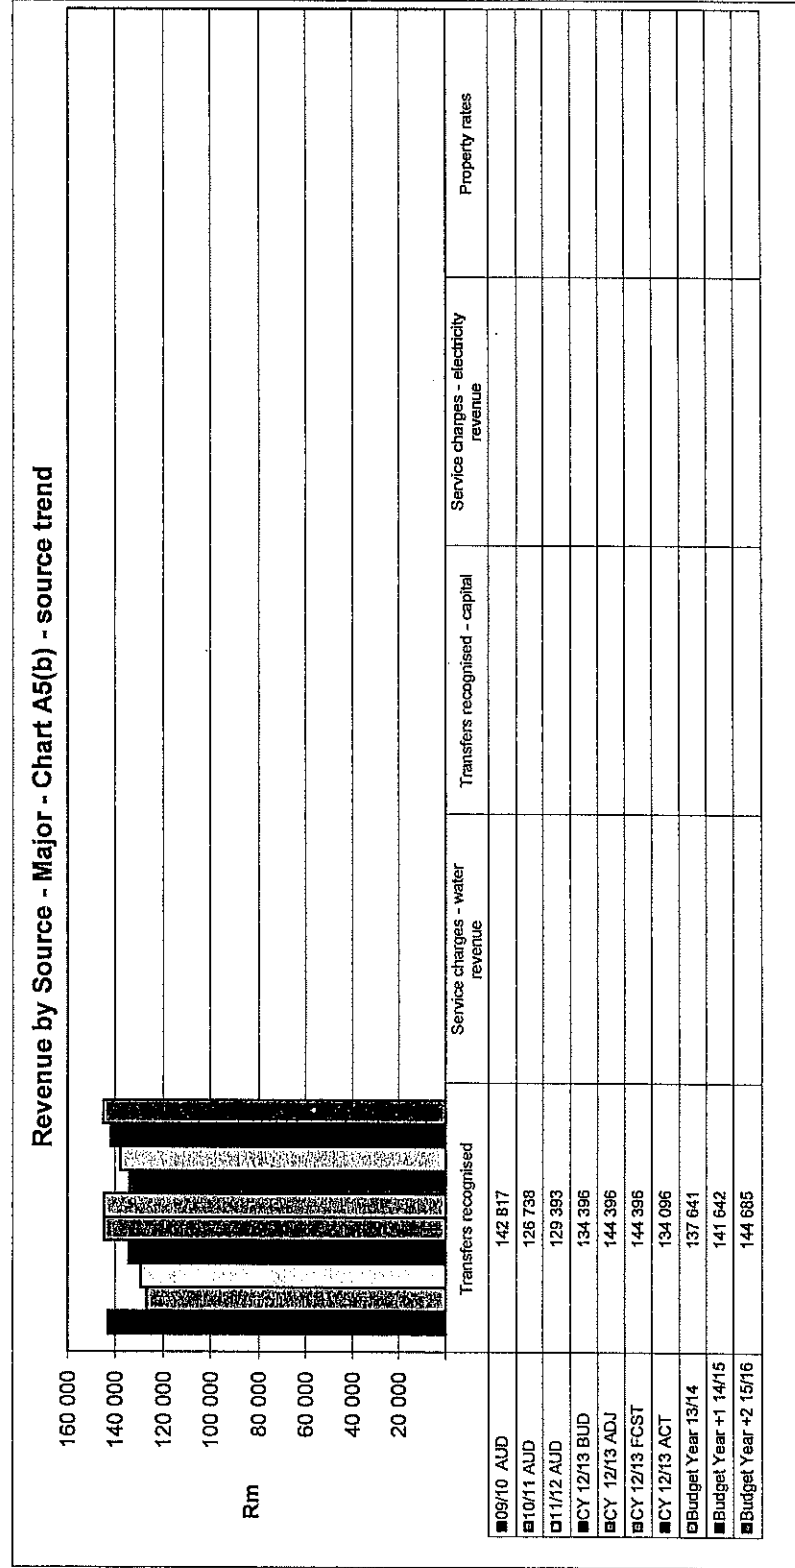 Revenue by Source - Major - Chart A5(b) - source trend
160 000
140 000
120 000
100 000
80 000
60 000
40 000
20 000
Rm
Transfers recognised
Service charges - water
revenue
Transfers recognised - capital
Service charges - electricity
revenue
Property rates
09/10 AUD 142 817
10/11 AUD 126 738
11/12 AUD 129 393
CY 12/13 BUD 134 396
CY 12/13 ADJ 144 396
CY 12/13 FCST 144 396
CY 12/13 ACT 134 096
Budget Year 13/14 137 641
Budget Year +1 14/15 141 642
Budget Year +2 15/16 144 685